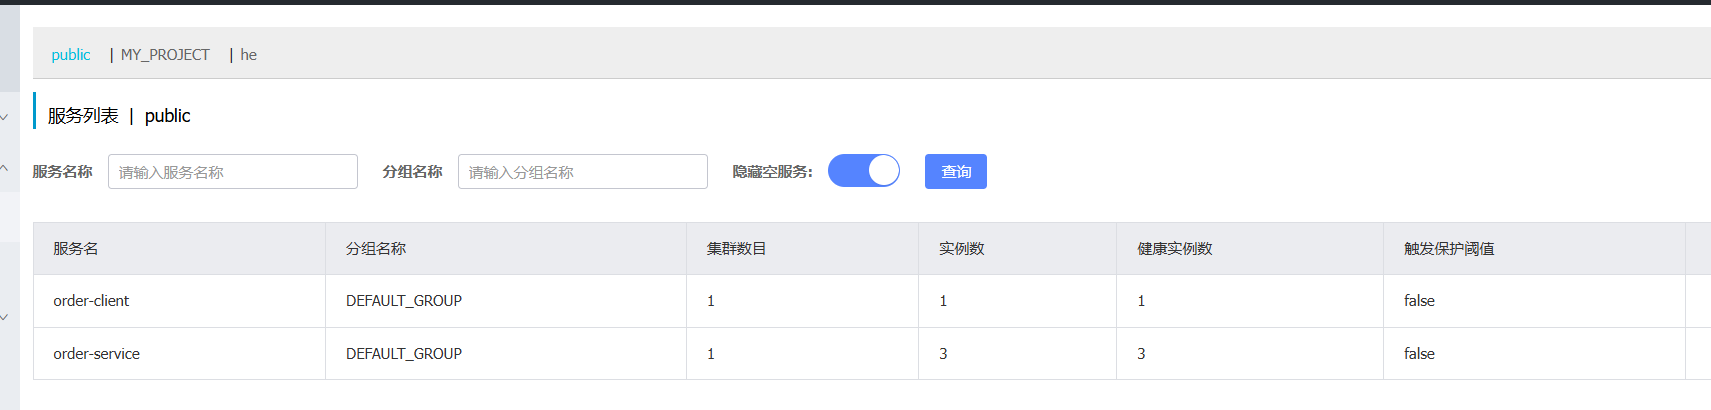 public | MY_PROJECT | he
服务列表 | public
服务名称 请输入服务名称 分组名称 请输入分组名称 隐藏空服务: 查询
服务名 分组名称 集群数目 实例数 健康实例数 触发保护阈值
order-client DEFAULT_GROUP 1 1 1 false
order-service DEFAULT_GROUP 1 3 3 false